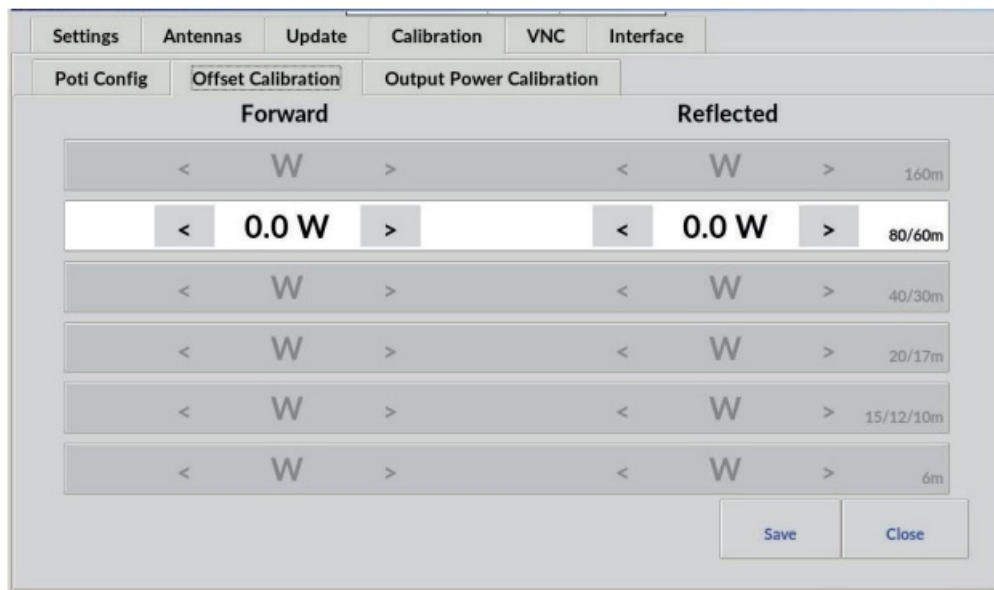 Settings Antennas Update Calibration VNC Interface
Poti Config Offset Calibration Output Power Calibration
Forward Reflected
< W > < W > 160m
< 0.0 W > < 0.0 W > 80/60m
< W > < W > 40/30m
< W > < W > 20/17m
< W > < W > 15/12/10m
< W > < W > 6m
Save Close